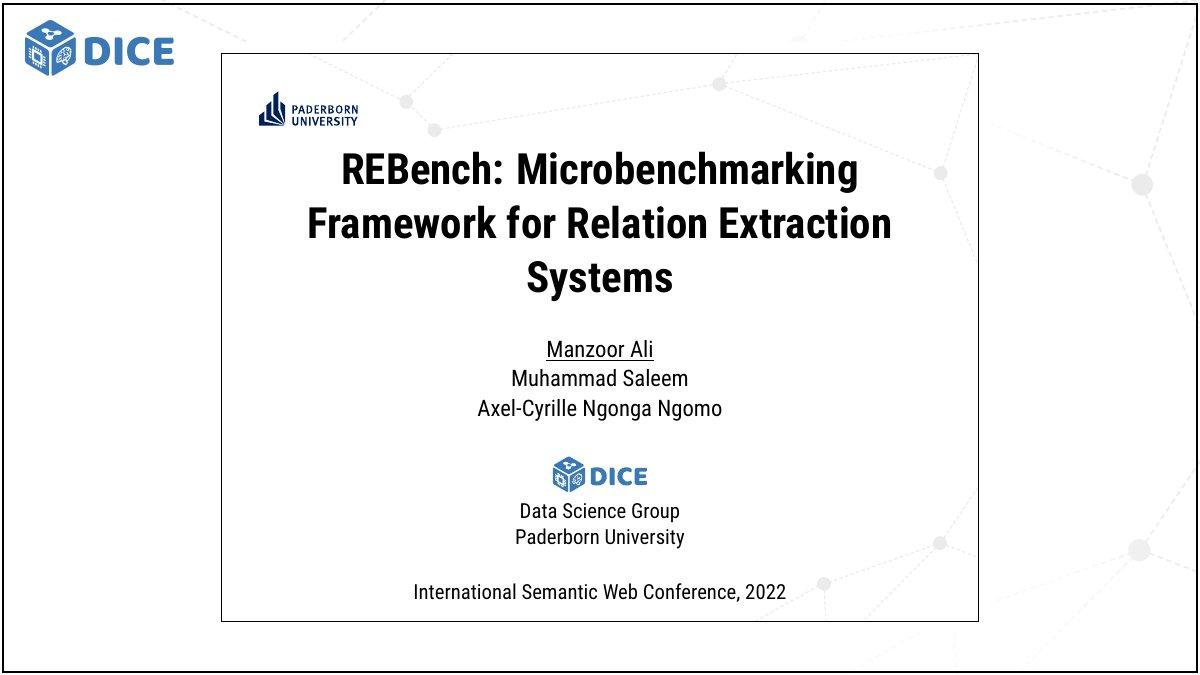 DICE
PADERBORN
UNIVERSITY
REBench: Microbenchmarking
Framework for Relation Extraction
Systems
Manzoor Ali
Muhammad Saleem
Axel-Cyrille Ngonga Ngomo
DICE
Data Science Group
Paderborn University
International Semantic Web Conference, 2022